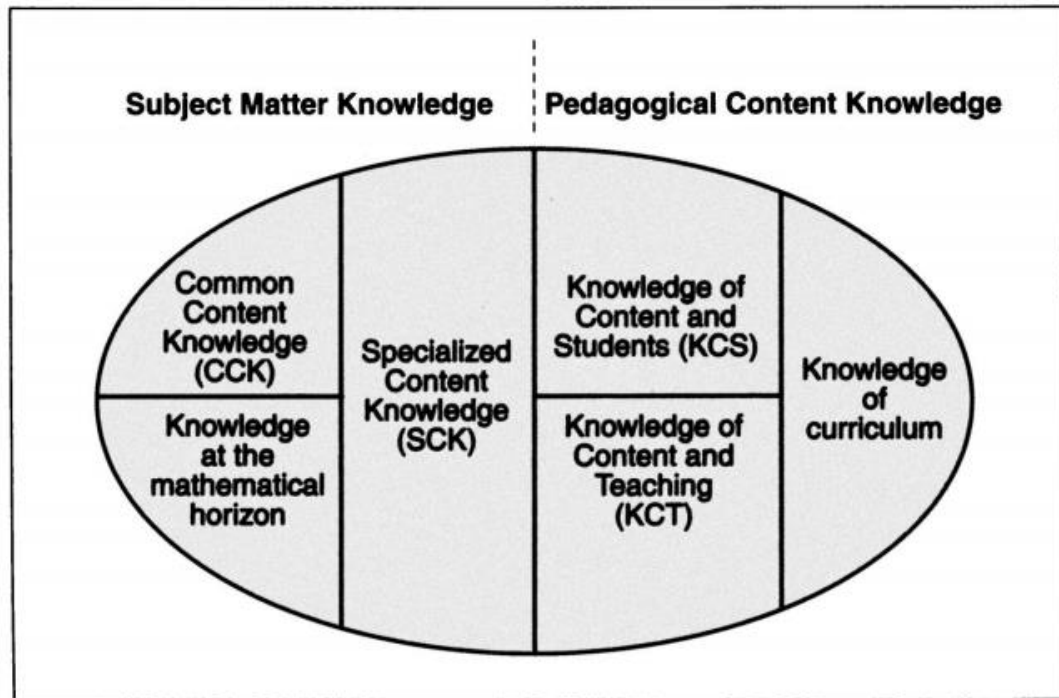 Subject Matter Knowledge
Pedagogical Content Knowledge
Common
Content
Knowledge
(CCK)
Knowledge
at the
mathematical
horizon
Specialized
Content
Knowledge
(SCK)
Knowledge of
Content and
Students (KCS)
Knowledge of
Content and
Teaching
(KCT)
Knowledge
of
curriculum